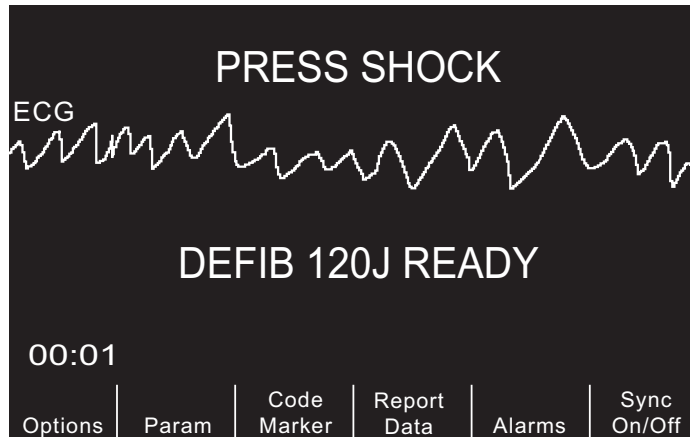 PRESS SHOCK
ECG
DEFIB 120J READY
00:01
Options
Param
Code
Marker
Report
Data
Alarms
Sync
On/Off